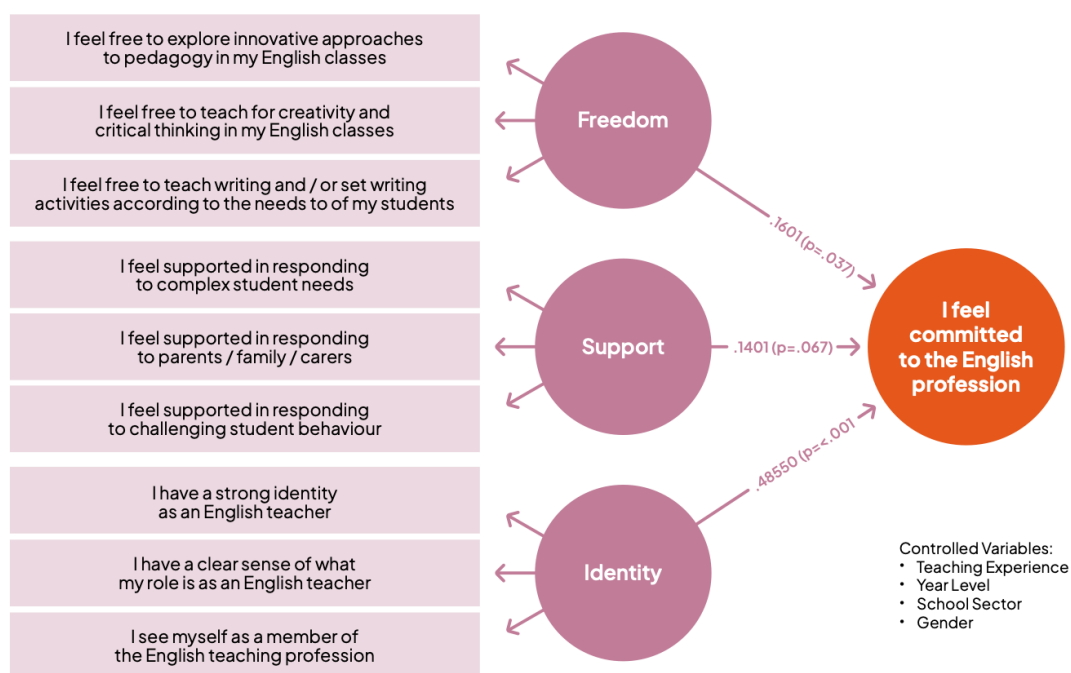 I feel free to explore innovative approaches
to pedagogy in my English classes
I feel free to teach for creativity and
critical thinking in my English classes
I feel free to teach writing and / or set writing
activities according to the needs to of my students
I feel supported in responding
to complex student needs
I feel supported in responding
to parents / family / carers
I feel supported in responding
to challenging student behaviour
I have a strong identity
as an English teacher
I have a clear sense of what
my role is as an English teacher
I see myself as a member of
the English teaching profession
Freedom
Support
Identity
.1601 (p=.037)
.1401 (p=.067)
.48550 (p=<.001
I feel
committed
to the English
profession
Controlled Variables:
• Teaching Experience
• Year Level
• School Sector
• Gender